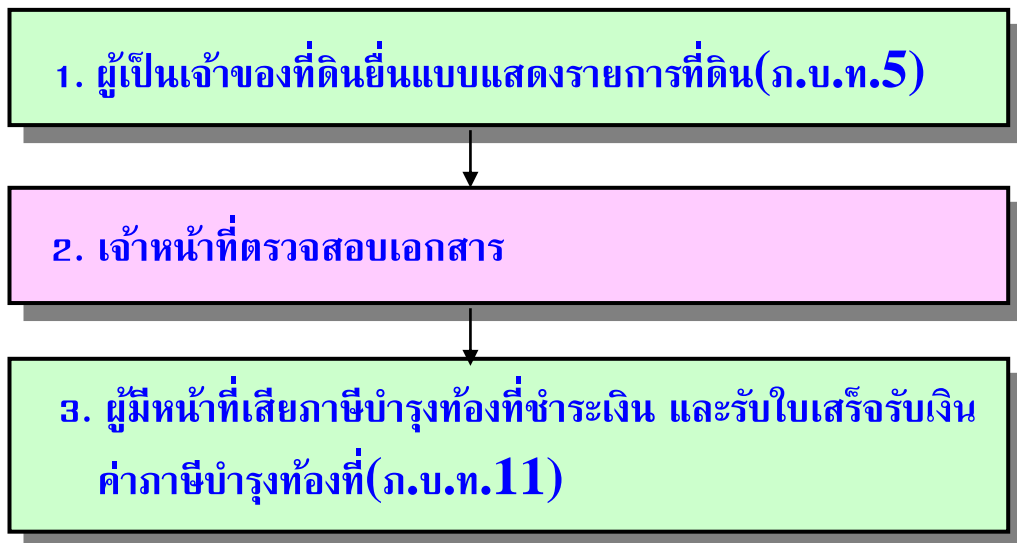 1. ผู้เป็นเจ้าของที่ดินยื่นแบบแสดงรายการที่ดิน(ภ.บ.ท.5)
2. เจ้าหน้าที่ตรวจสอบเอกสาร
3. ผู้มีหน้าที่เสียภาษีบำรุงท้องที่ชำระเงิน และรับใบเสร็จรับเงิน
ค่าภาษีบำรุงท้องที่(ภ.บ.ท.11)